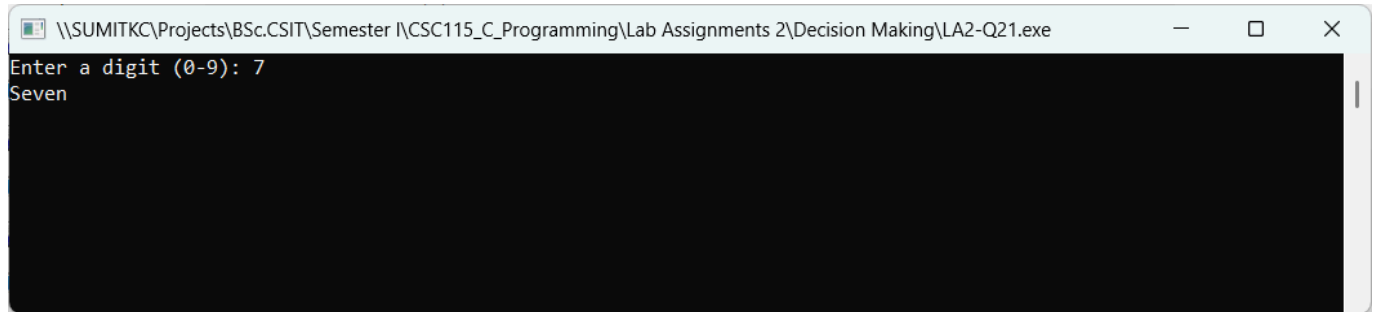 \\SUMITKC\Projects\BSc.CSIT\Semester I\CSC115_C_Programming\Lab Assignments 2\Decision Making\LA2-Q21.exe
Enter a digit (0-9): 7
Seven